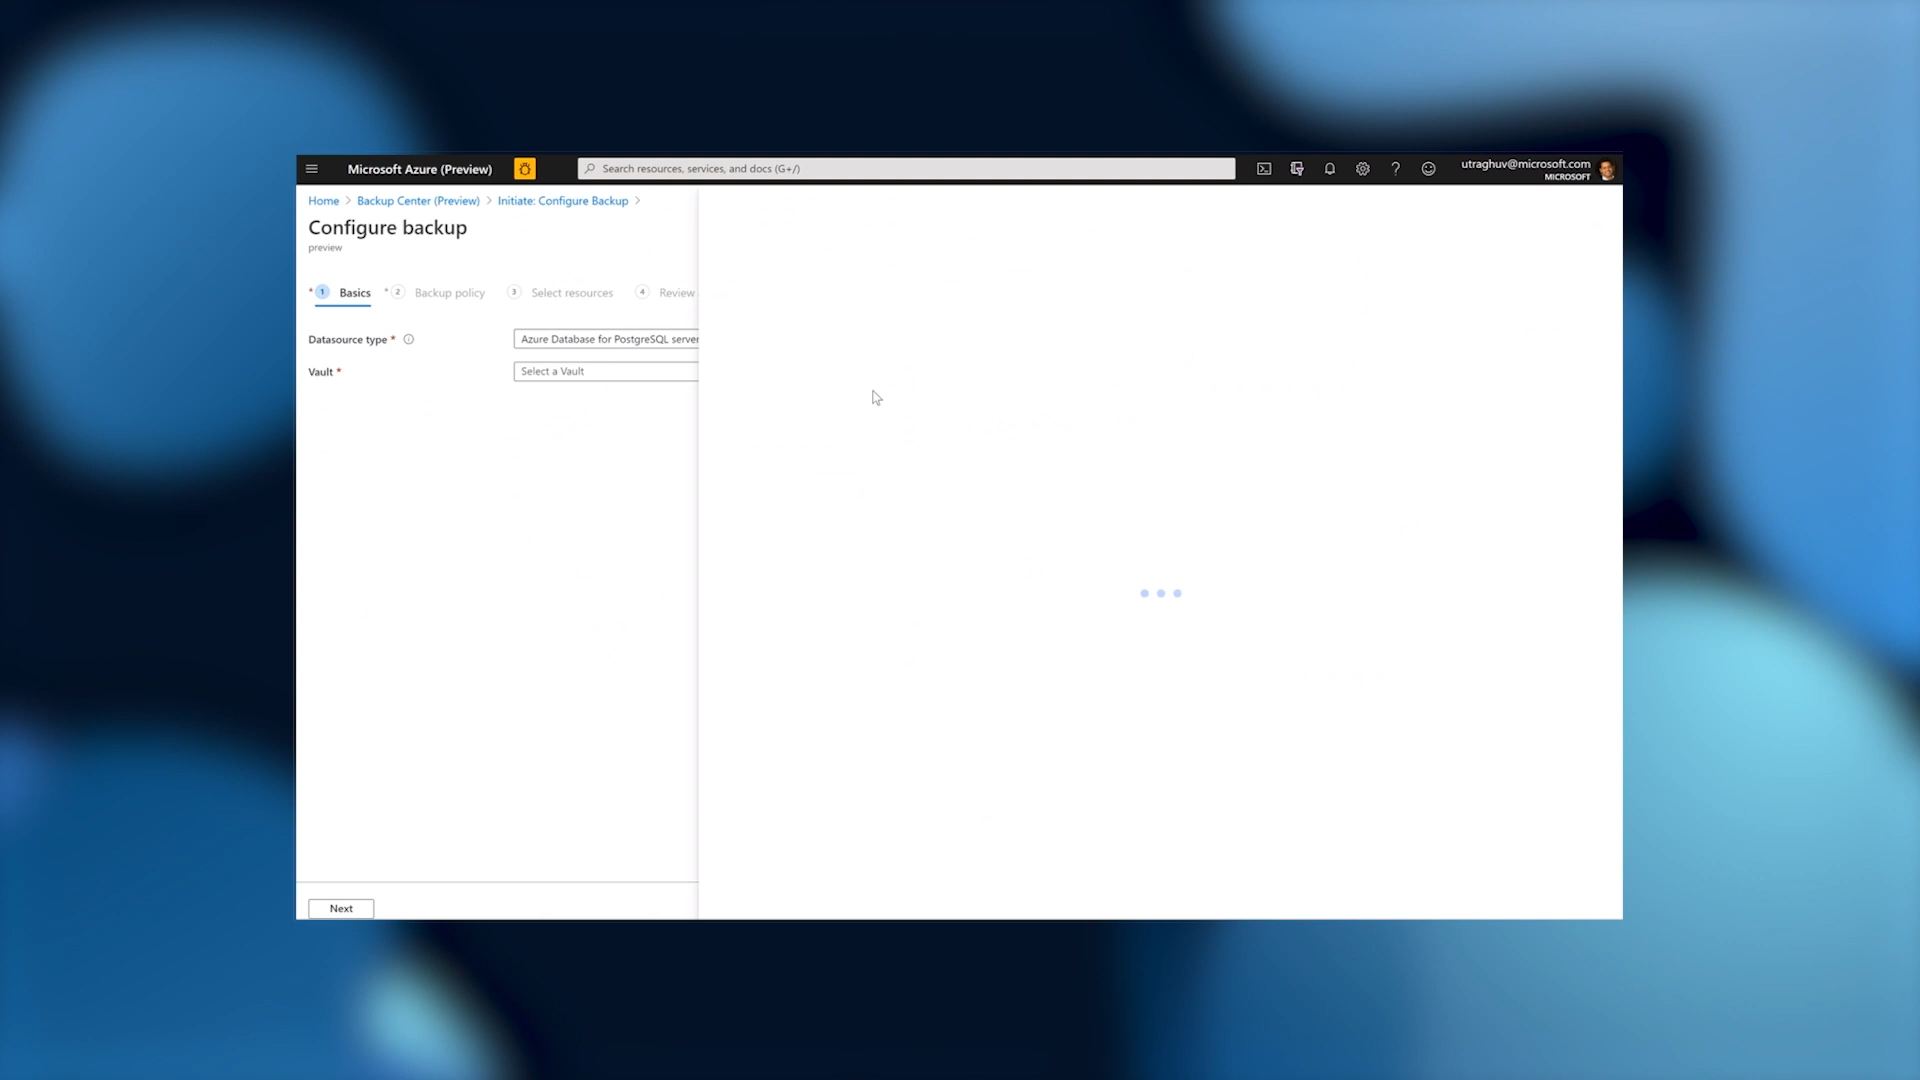 Microsoft Azure (Preview)
Search resources, services, and docs (G+/)
utraghuv@microsoft.com
MICROSOFT
Home > Backup Center (Preview) > Initiate: Configure Backup >
Configure backup
preview
* 1 Basics * 2 Backup policy 3 Select resources 4 Review
Datasource type *
Azure Database for PostgreSQL server
Vault *
Select a Vault
Next